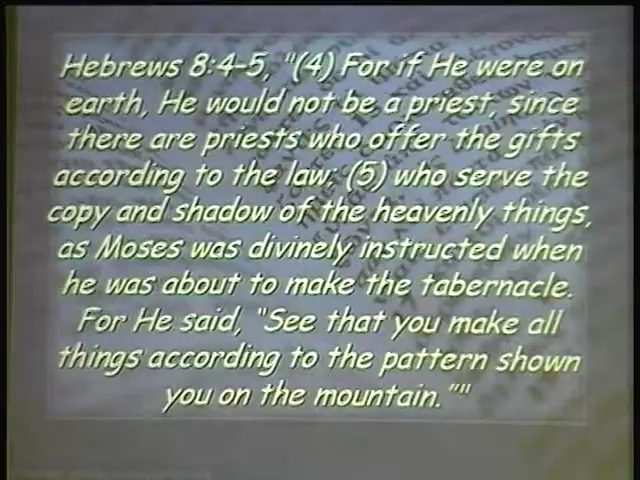 Hebrews 8:4-5, "(4) For if He were on
earth, He would not be a priest, since
there are priests who offer the gifts
according to the law; (5) who serve the
copy and shadow of the heavenly things,
as Moses was divinely instructed when
he was about to make the tabernacle.
For He said, "See that you make all
things according to the pattern shown
you on the mountain.""